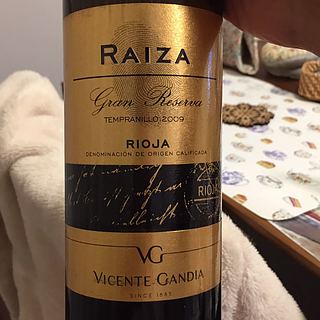 RAIZA
Gran Reserva
TEMPRANILLO 2009
RIOJA
DENOMINACIÓN DE ORIGEN CALIFICADA
RIOJA
VG
VICENTE GANDIA
SINCE 1885